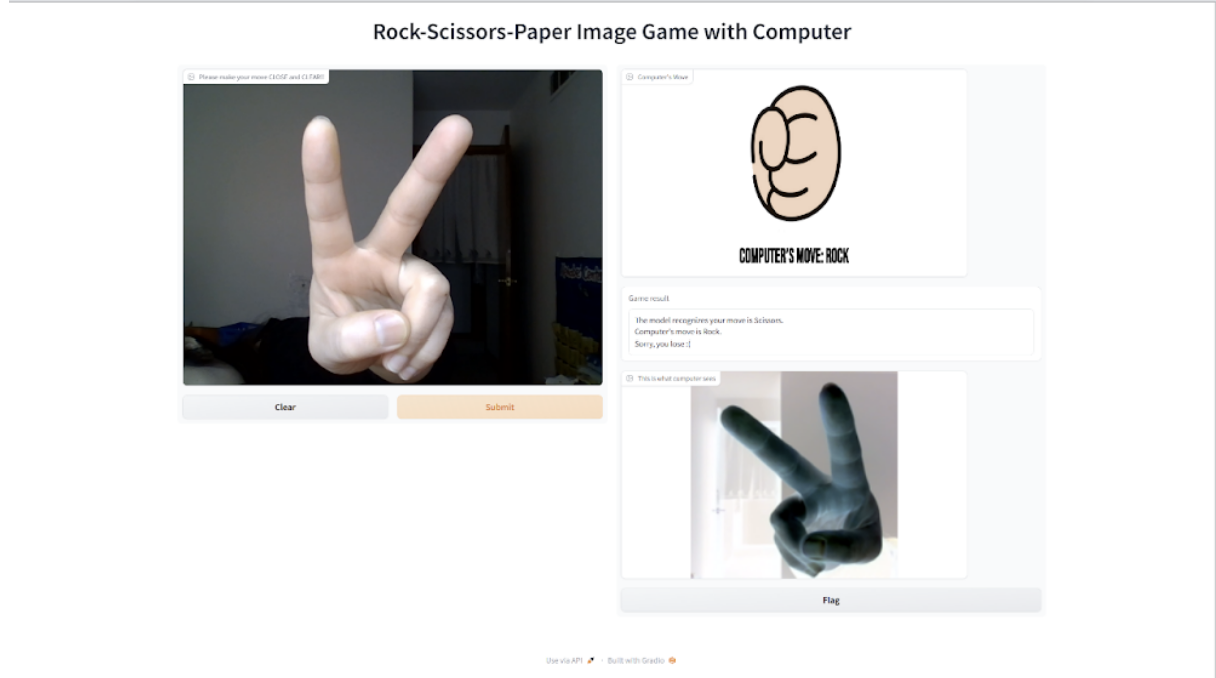 Rock-Scissors-Paper Image Game with Computer
Please make your move CLOSE and CLEAR!!
Computer's Move
COMPUTER'S MOVE: ROCK
Game result
The model recognizes your move is Scissors.
Computer's move is Rock.
Sorry, you lose :(
This is what computer sees
Clear
Submit
Flag
Use via API
·
Built with Gradio